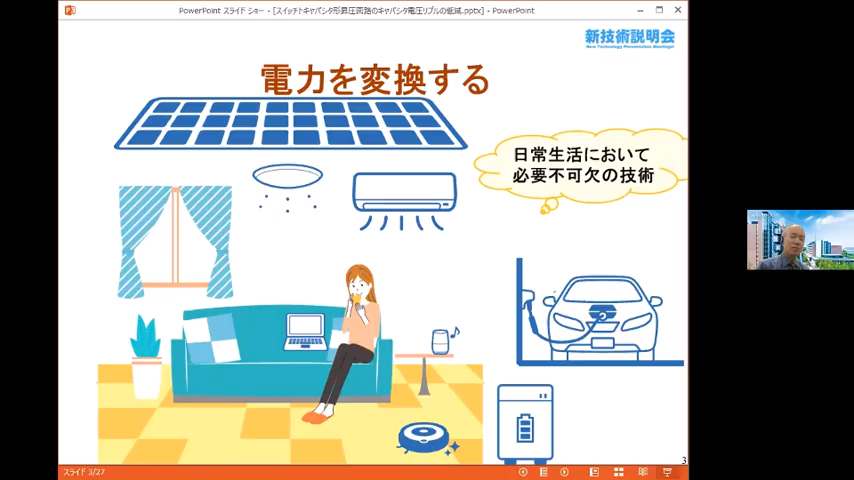 PowerPoint スライド ショー - [スイッチトキャパシタ形昇圧回路のキャパシタ電圧リプルの低減.pptx] - PowerPoint
新技術説明会
New Technology Presentation Meetings!
電力を変換する
日常生活において
必要不可欠の技術
3
スライド 3/27